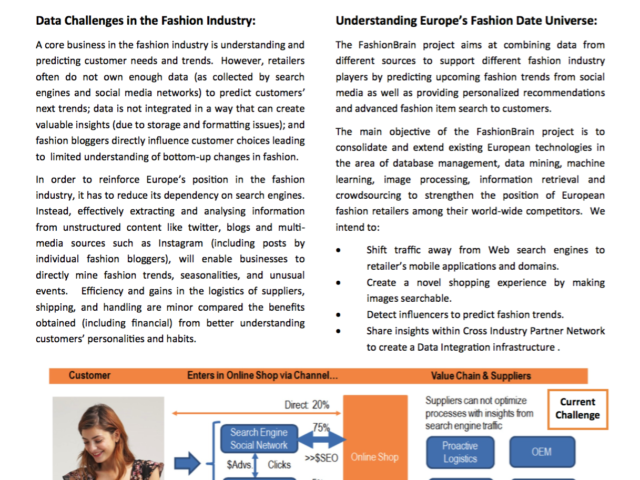 Data Challenges in the Fashion Industry:
A core business in the fashion industry is understanding and
predicting customer needs and trends. However, retailers
often do not own enough data (as collected by search
engines and social media networks) to predict customers'
next trends; data is not integrated in a way that can create
valuable insights (due to storage and formatting issues); and
fashion bloggers directly influence customer choices leading
to limited understanding of bottom-up changes in fashion.
In order to reinforce Europe's position in the fashion
industry, it has to reduce its dependency on search engines.
Instead, effectively extracting and analysing information
from unstructured content like twitter, blogs and multi-
media sources such as Instagram (including posts by
individual fashion bloggers), will enable businesses to
directly mine fashion trends, seasonalities, and unusual
events. Efficiency and gains in the logistics of suppliers,
shipping, and handling are minor compared the benefits
obtained (including financial) from better understanding
customers' personalities and habits.
Understanding Europe's Fashion Date Universe:
The FashionBrain project aims at combining data from
different sources to support different fashion industry
players by predicting upcoming fashion trends from social
media as well as providing personalized recommendations
and advanced fashion item search to customers.
The main objective of the FashionBrain project is to
consolidate and extend existing European technologies in
the area of database management, data mining, machine
learning, image processing, information retrieval and
crowdsourcing to strengthen the position of European
fashion retailers among their world-wide competitors. We
intend to:
• Shift traffic away from Web search engines to
retailer's mobile applications and domains.
• Create a novel shopping experience by making
images searchable.
• Detect influencers to predict fashion trends.
• Share insights within Cross Industry Partner Network
to create a Data Integration infrastructure .
Customer
Enters in Online Shop via Channel...
Value Chain & Suppliers
Direct: 20%
75%
Search Engine
Social Network
>>$SEO
$Advs.
Clicks
Online Shop
Suppliers can not optimize
processes with insights from
search engine traffic
Current
Challenge
Proactive
Logistics
OEM